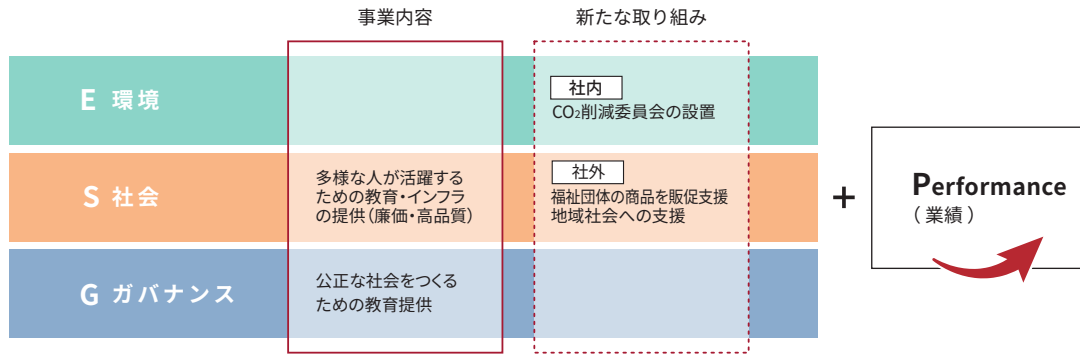 事業内容
新たな取り組み
E 環境
社内
CO₂削減委員会の設置
S 社会
多様な人が活躍する
ための教育・インフラ
の提供(廉価・高品質)
社外
福祉団体の商品を販促支援
地域社会への支援
G ガバナンス
公正な社会をつくる
ための教育提供
+
Performance
(業績)